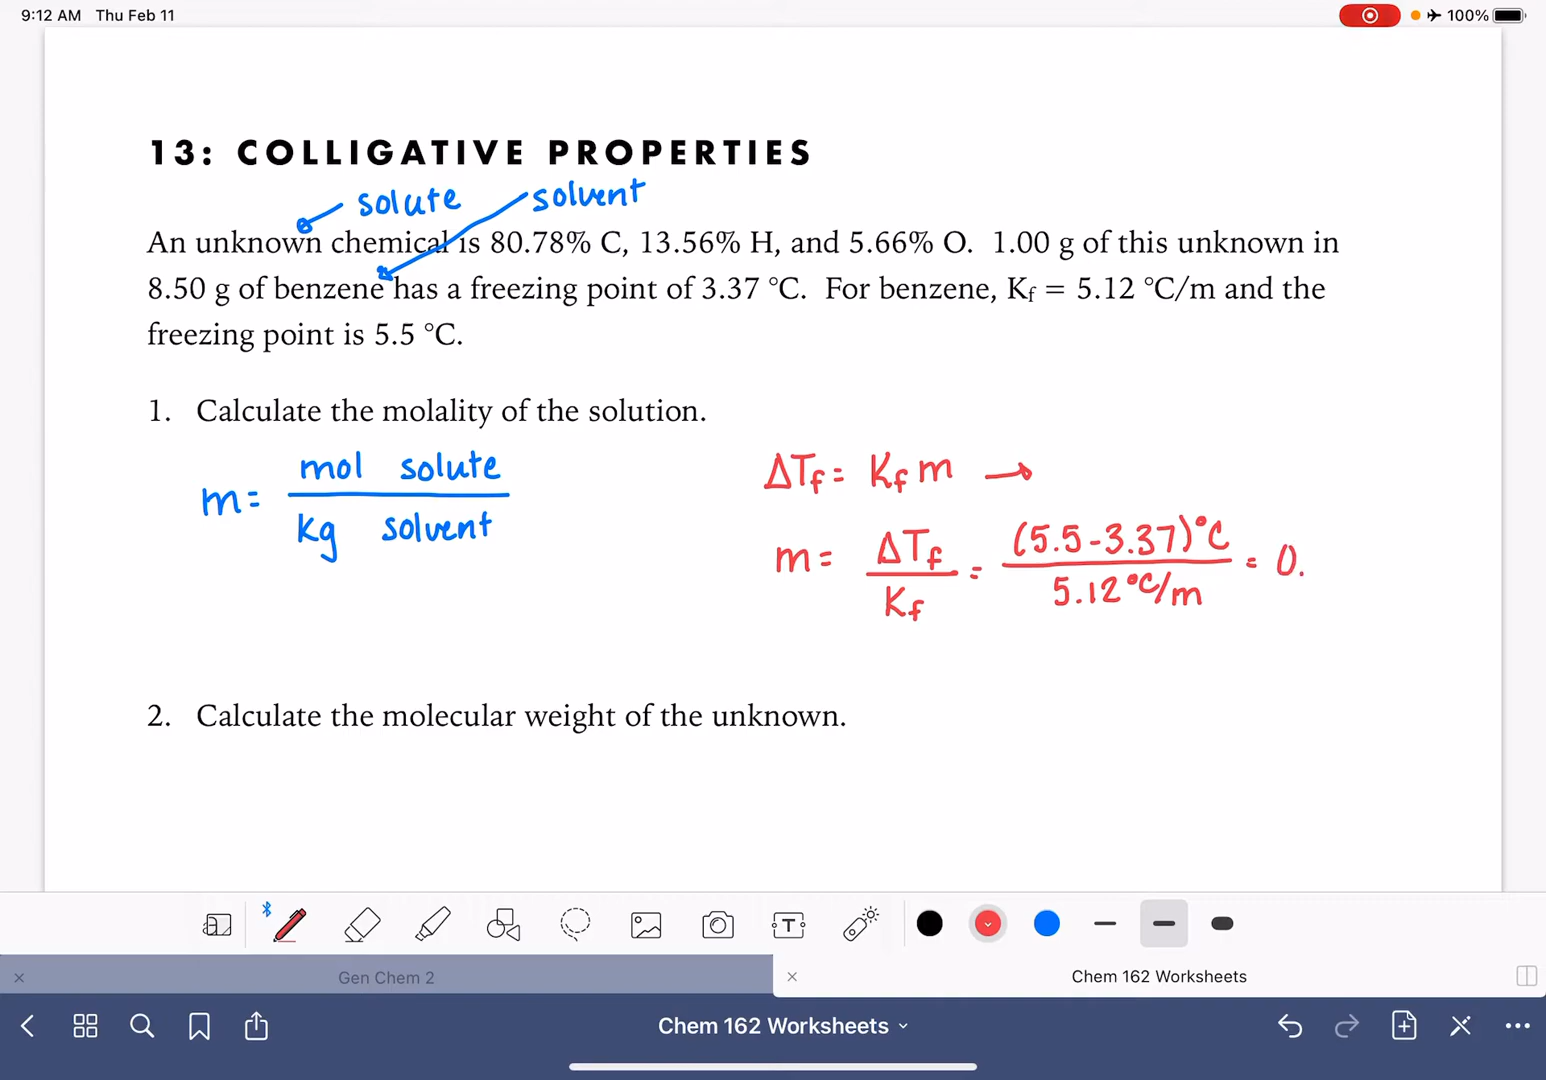 9:12 AM Thu Feb 11
100%
13: COLLIGATIVE PROPERTIES
solute solvent
An unknown chemical is 80.78% C, 13.56% H, and 5.66% O. 1.00 g of this unknown in
8.50 g of benzene has a freezing point of 3.37 °C. For benzene, Kf = 5.12 °C/m and the
freezing point is 5.5 °C.
1. Calculate the molality of the solution.
m = mol solute / kg solvent
ΔTf = Kf m →
m = ΔTf / Kf = (5.5-3.37)°C / 5.12°C/m = 0.
2. Calculate the molecular weight of the unknown.
Gen Chem 2
Chem 162 Worksheets
Chem 162 Worksheets